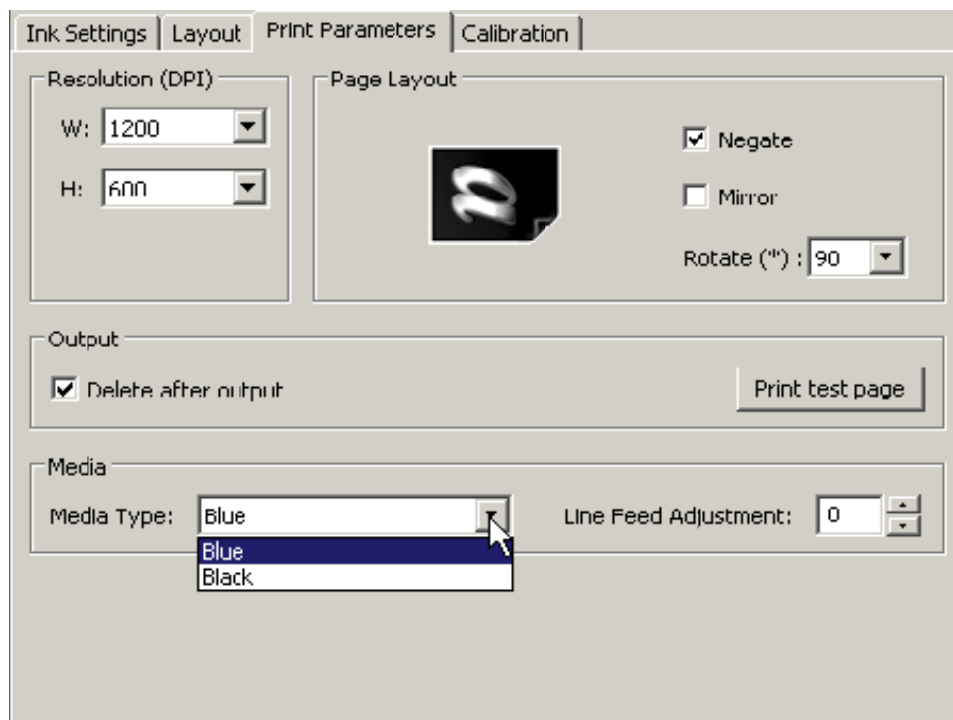 Ink Settings Layout Print Parameters Calibration
Resolution (DPI)
W: 1200
H: 600
Page Layout
Negate
Mirror
Rotate (°) : 90
Output
Delete after output
Print test page
Media
Media Type: Blue
Line Feed Adjustment: 0
Blue
Black